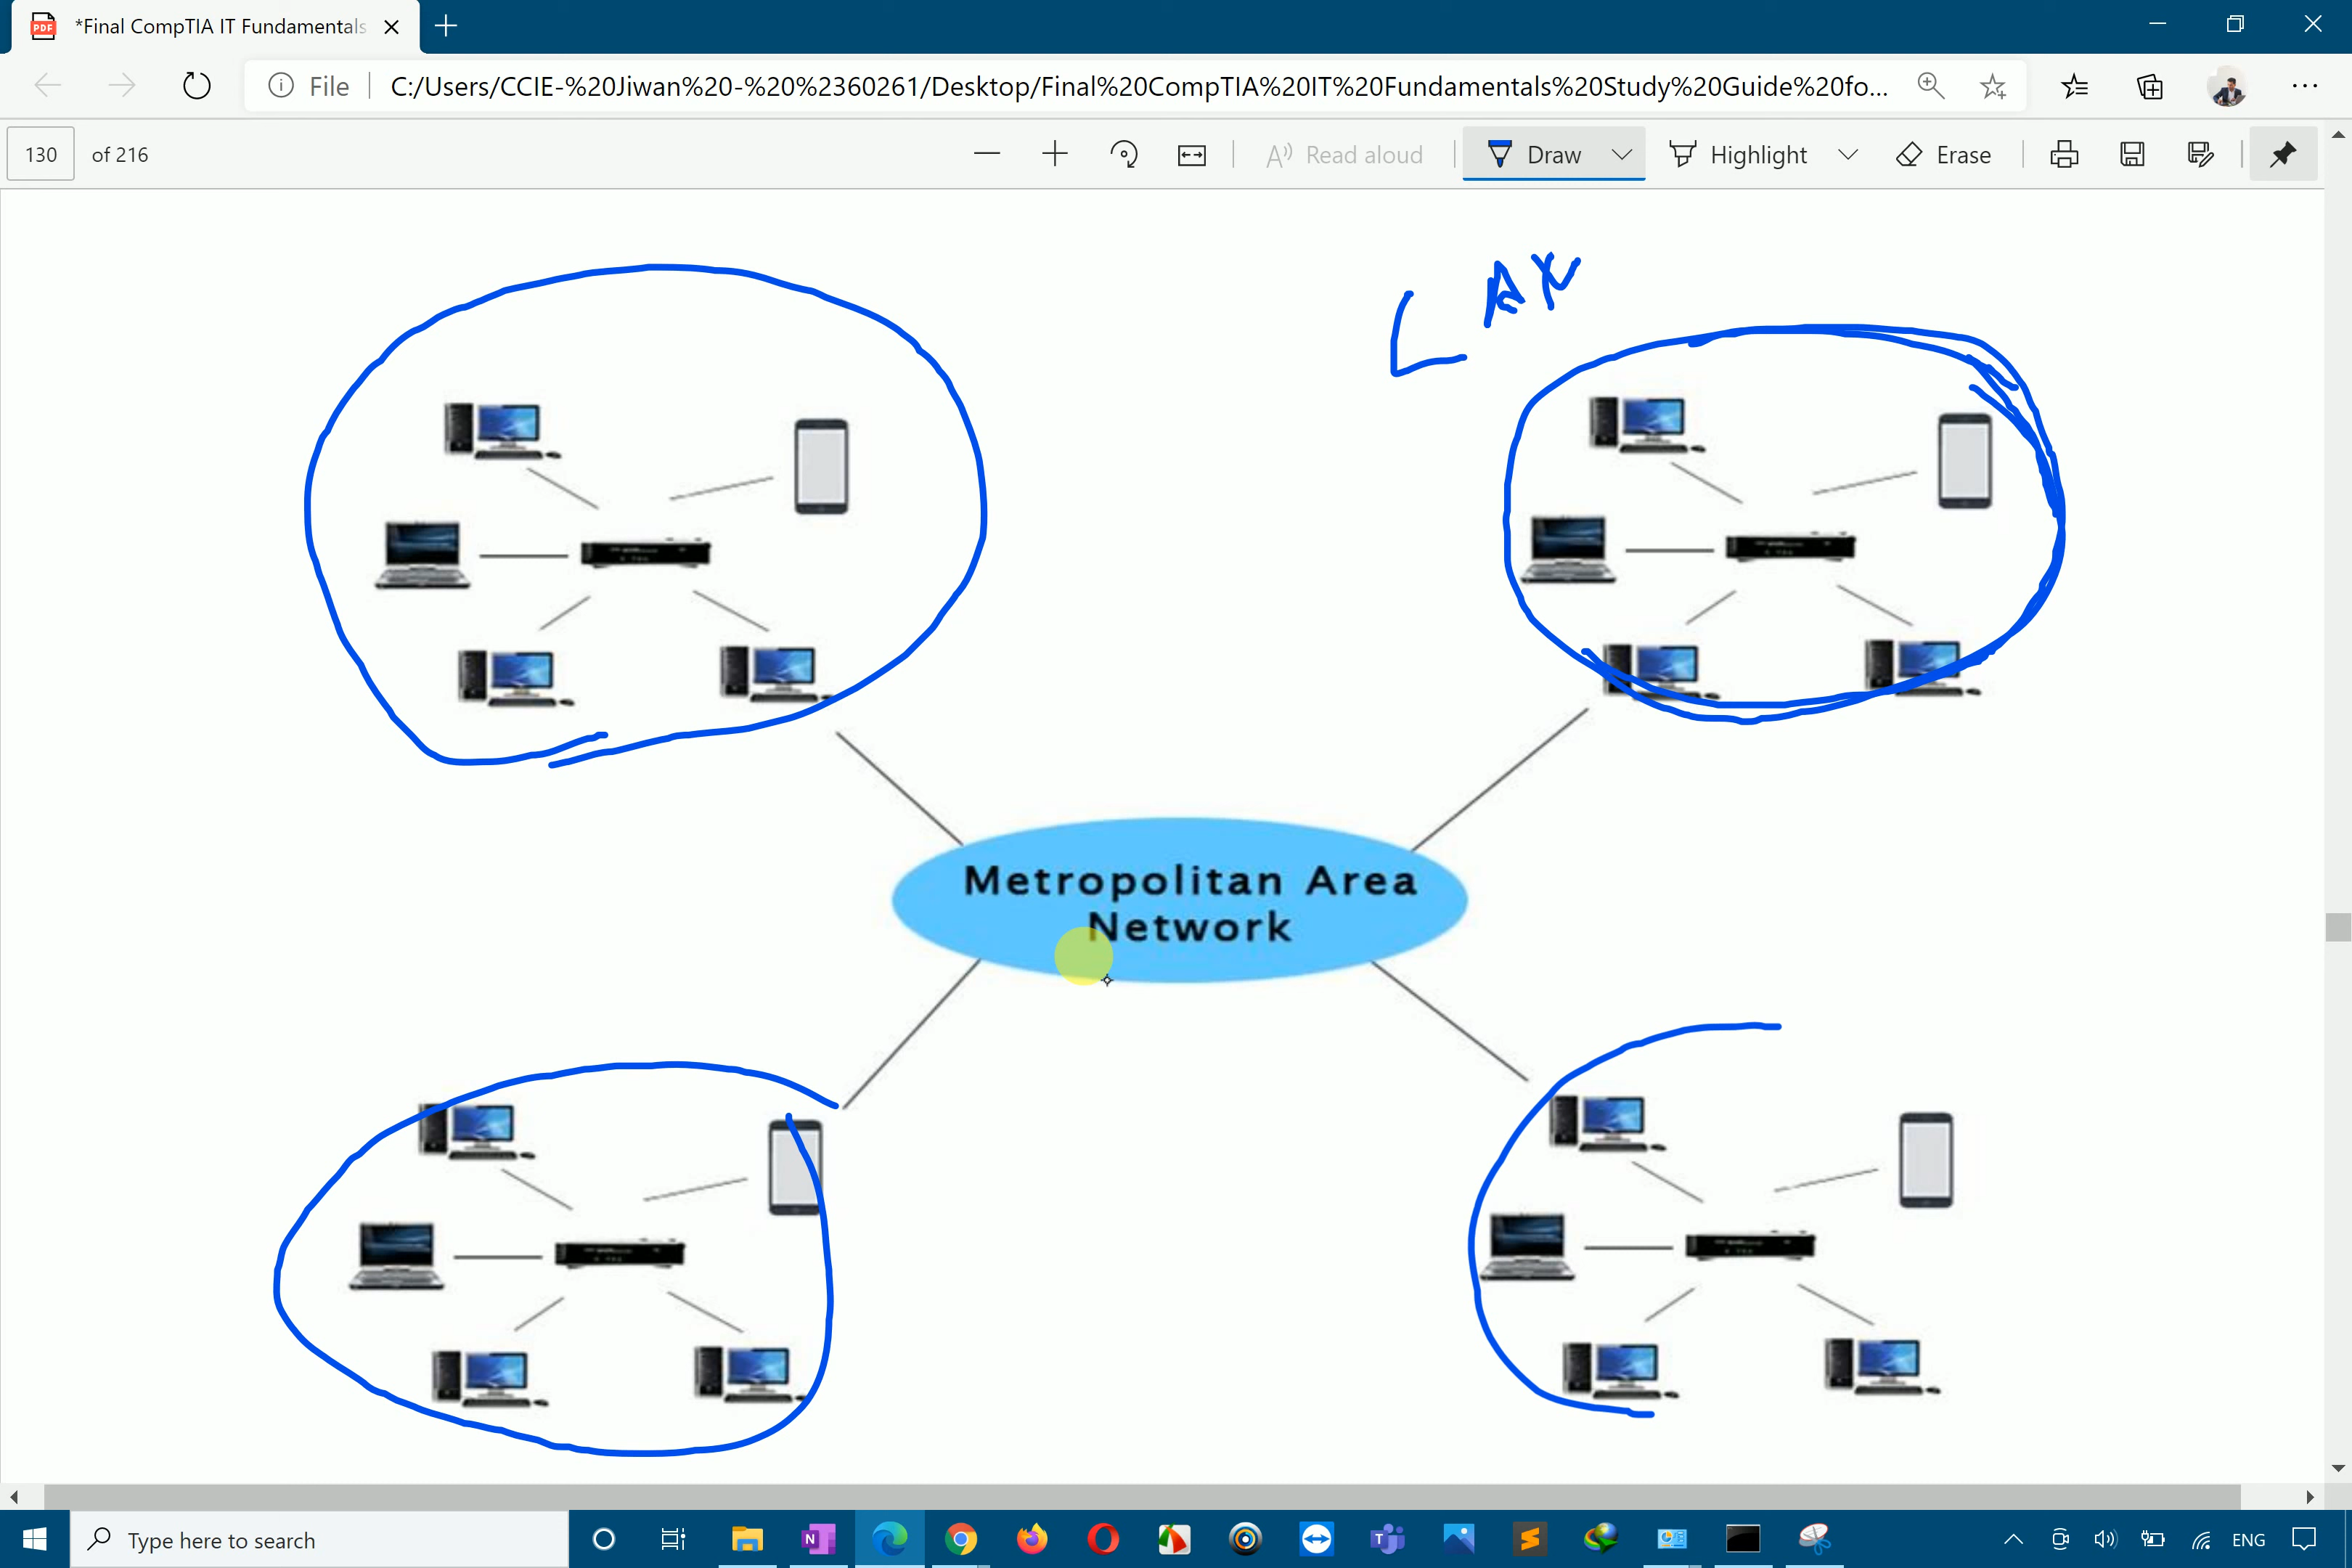 *Final CompTIA IT Fundamentals
File C:/Users/CCIE-%20Jiwan%20-%20%2360261/Desktop/Final%20CompTIA%20IT%20Fundamentals%20Study%20Guide%20fo...
130 of 216 Read aloud Draw Highlight Erase
LAN
Metropolitan Area
Network
Type here to search ENG